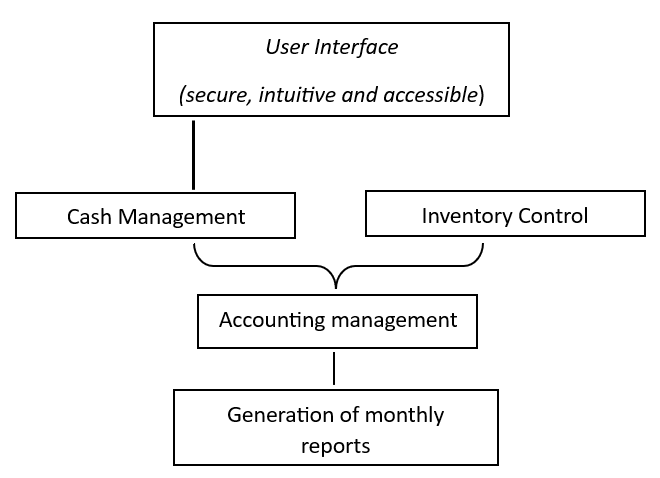 User Interface
(secure, intuitive and accessible)
Cash Management
Inventory Control
Accounting management
Generation of monthly
reports